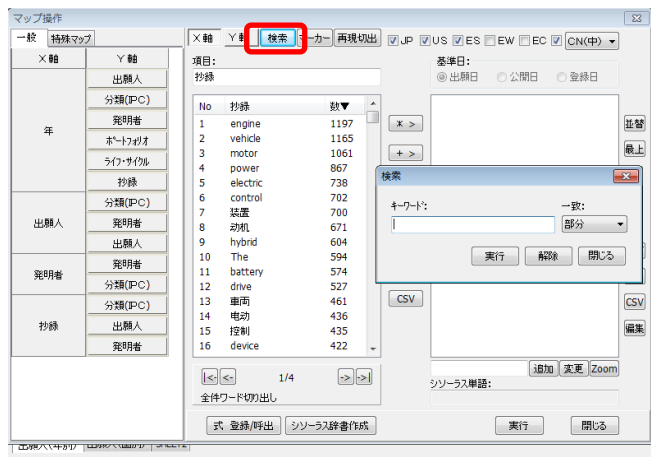 マップ操作
一般 特殊マップ
X軸 Y軸
年
出願人
分類(IPC)
発明者
ポートフォリオ
ライフ・サイクル
抄録
出願人
分類(IPC)
発明者
出願人
発明者
発明者
分類(IPC)
抄録
分類(IPC)
出願人
発明者
X軸 検索 再現切出 JP US ES EW EC CN(中)
項目:
抄録
基準日:
出願日 公開日 登録日
No 抄録 数▼
1 engine 1197
2 vehicle 1165
3 motor 1061
4 power 867
5 electric 738
6 control 702
7 装置 700
8 动机 671
9 hybrid 604
10 The 594
11 battery 574
12 drive 527
13 車両 461
14 电动 436
15 控制 435
16 device 422
* >
+ >
CSV
並替
最上
CSV
編集
検索
キーワード: 一致:
部分
実行 解除 閉じる
|<- <- 1/4 -> ->|
全件ワード切り出し
追加 変更 Zoom
シソーラス単語:
式 登録/呼出 シソーラス辞書作成 実行 閉じる